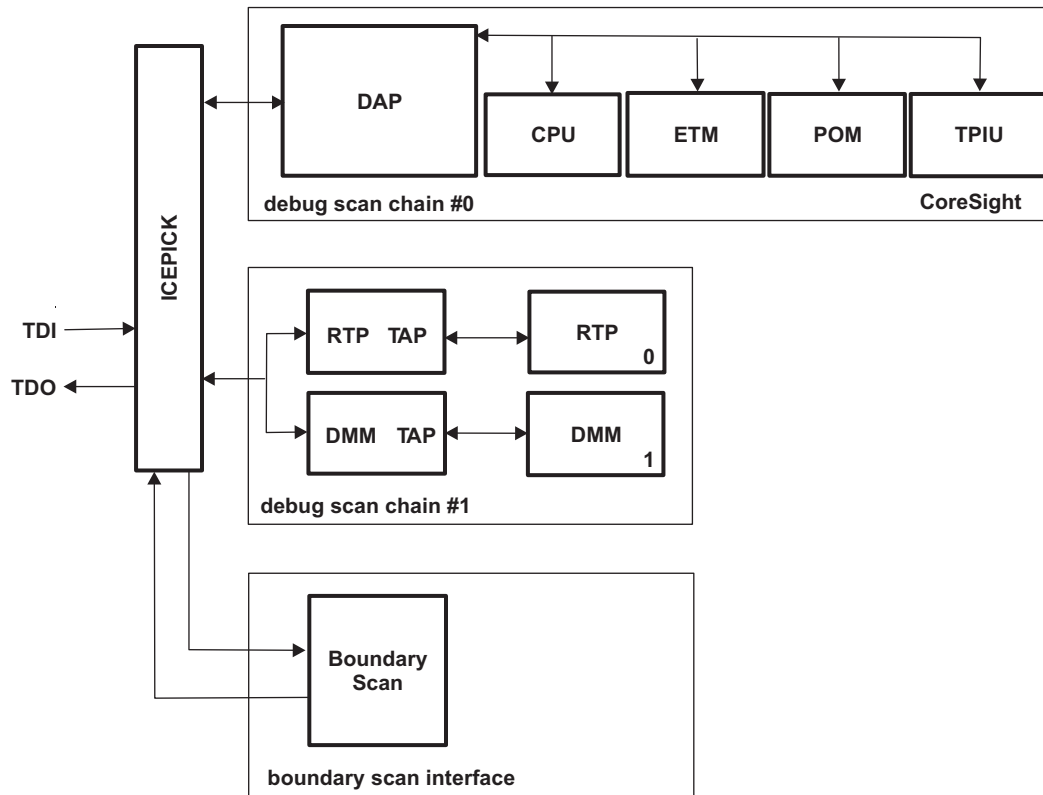 DAP
CPU
ETM
POM
TPIU
debug scan chain #0
CoreSight
ICEPICK
TDI
TDO
RTP TAP
RTP
0
DMM TAP
DMM
1
debug scan chain #1
Boundary
Scan
boundary scan interface